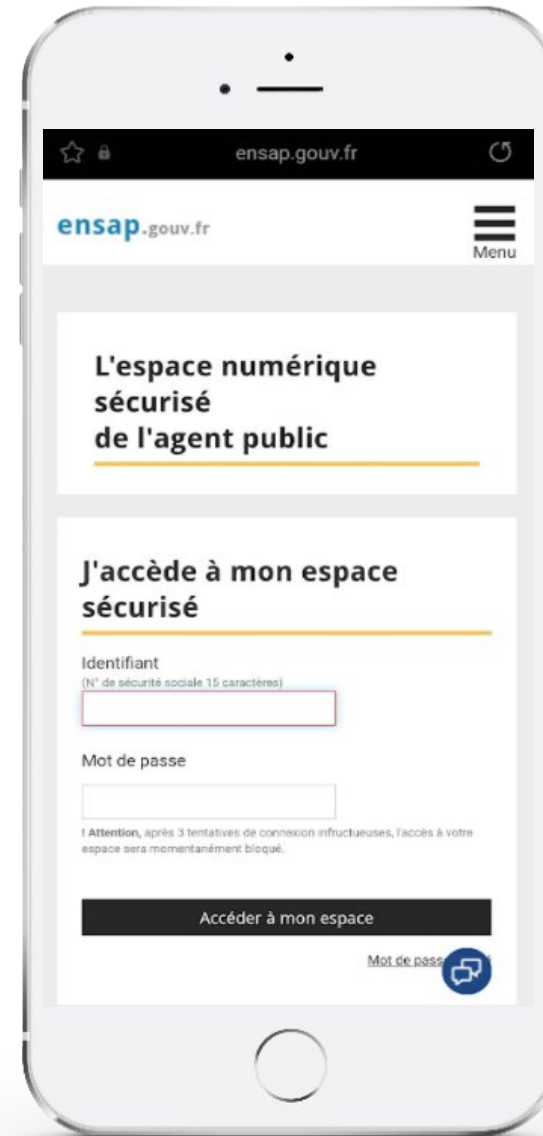 ensap.gouv.fr
ensap.gouv.fr
Menu
L'espace numérique
sécurisé
de l'agent public
J'accède à mon espace
sécurisé
Identifiant
(N° de sécurité sociale 15 caractères)
Mot de passe
! Attention, après 3 tentatives de connexion infructueuses, l'accès à votre
espace sera momentanément bloqué.
Accéder à mon espace
Mot de pass